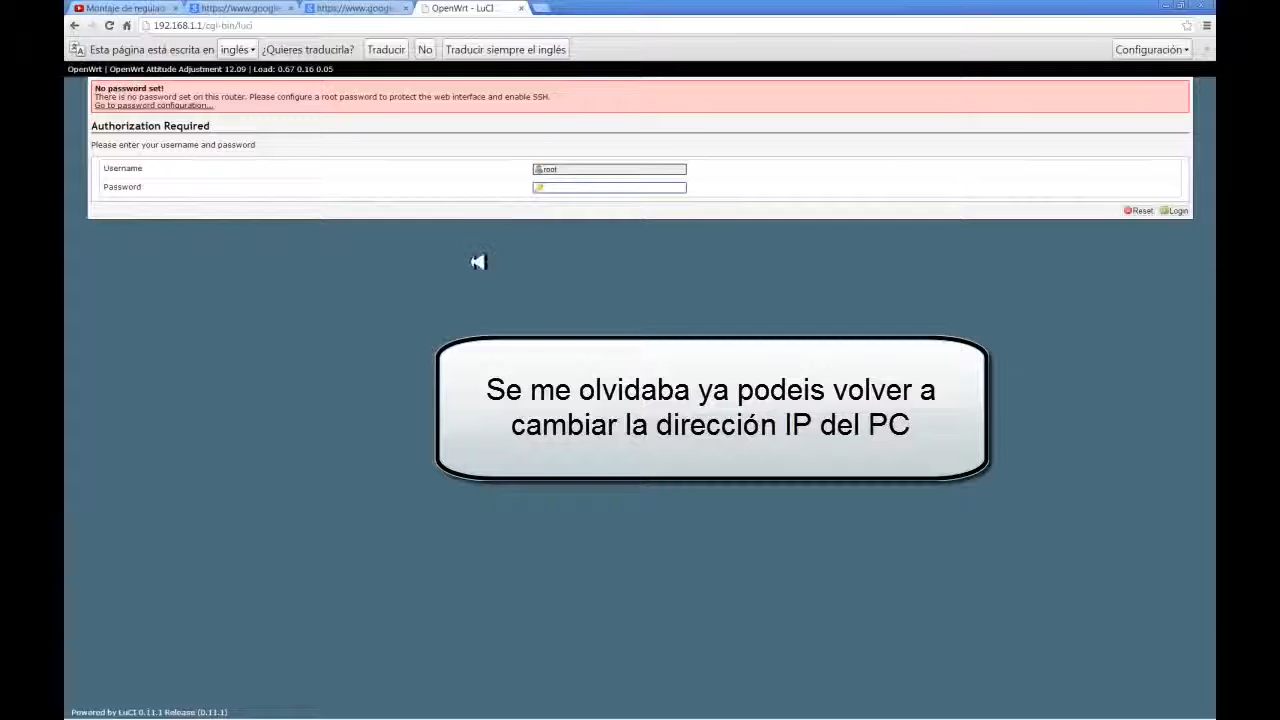 Montaje de regulac
https://www.googl
https://www.googl
OpenWrt - LuCI
192.168.1.1/cgi-bin/luci
Esta página está escrita en inglés ¿Quieres traducirla? Traducir No Traducir siempre el inglés Configuración
OpenWrt | OpenWrt Attitude Adjustment 12.09 | Load: 0.67 0.16 0.05
No password set!
There is no password set on this router. Please configure a root password to protect the web interface and enable SSH.
Go to password configuration...
Authorization Required
Please enter your username and password
Username root
Password
Reset Login
Se me olvidaba ya podeis volver a
cambiar la dirección IP del PC
Powered by LuCI 0.11.1 Release (0.11.1)